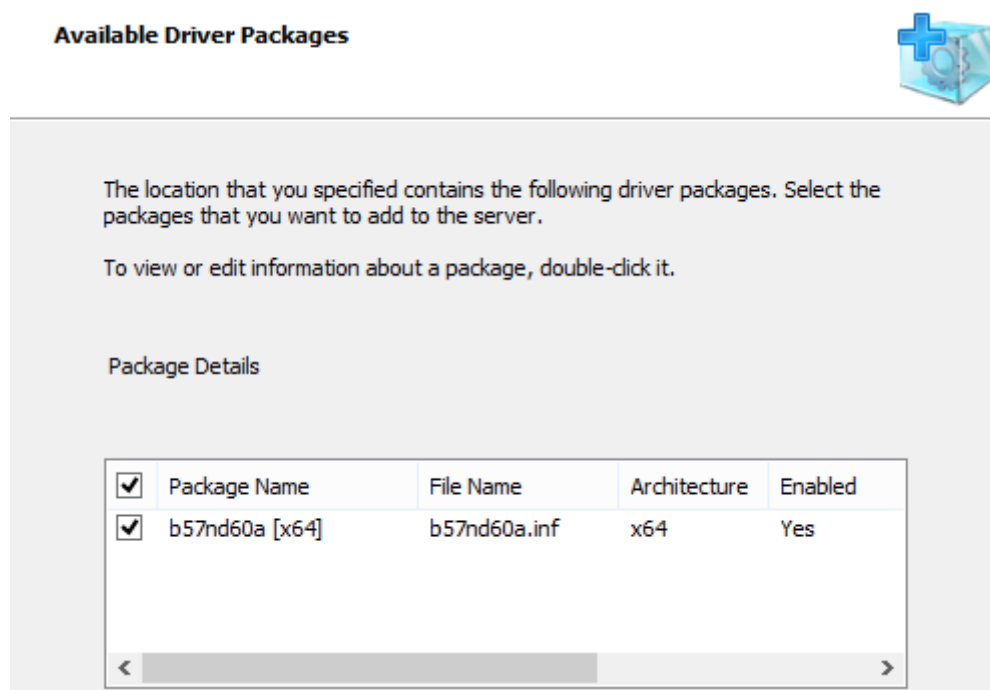 Available Driver Packages
The location that you specified contains the following driver packages. Select the
packages that you want to add to the server.
To view or edit information about a package, double-click it.
Package Details
Package Name File Name Architecture Enabled
b57nd60a [x64] b57nd60a.inf x64 Yes